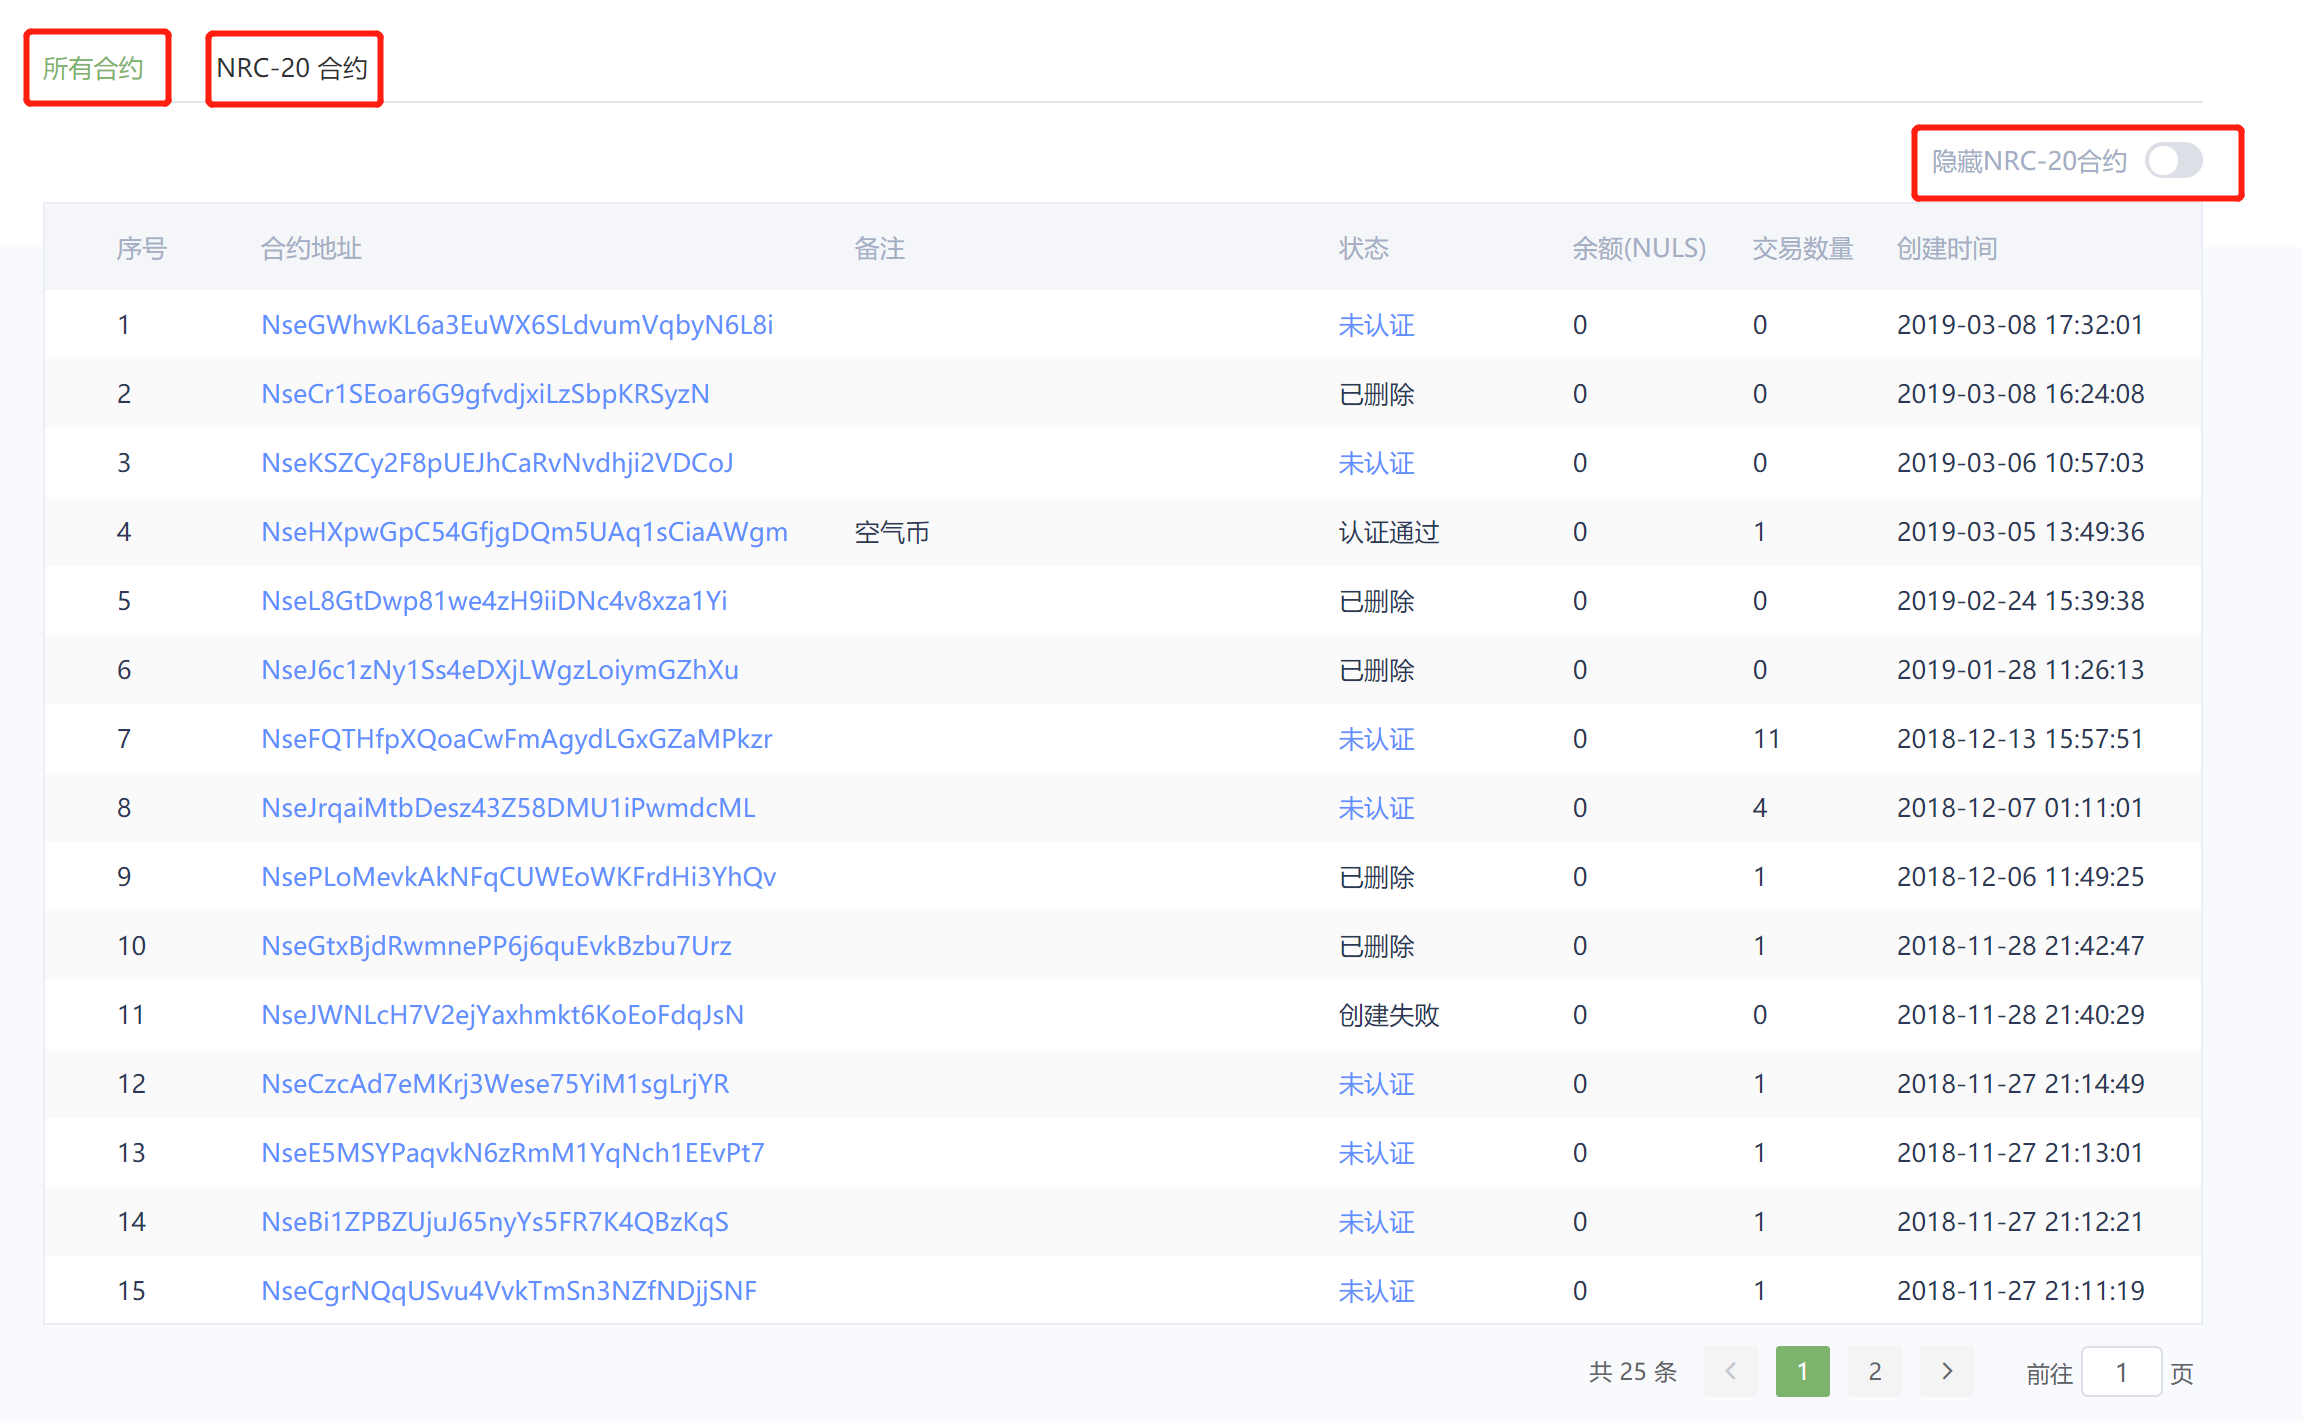 所有合约 NRC-20 合约
隐藏NRC-20合约
序号 合约地址 备注 状态 余额(NULS) 交易数量 创建时间
1 NseGWhwKL6a3EuWX6SLdvumVqbyN6L8i 未认证 0 0 2019-03-08 17:32:01
2 NseCr1SEoar6G9gfvdjxiLzSbpKRSyzN 已删除 0 0 2019-03-08 16:24:08
3 NseKSZCy2F8pUEJhCaRvNvdhji2VDCoJ 未认证 0 0 2019-03-06 10:57:03
4 NseHXpwGpC54GfjgDQm5UAq1sCiaAWgm 空气币 认证通过 0 1 2019-03-05 13:49:36
5 NseL8GtDwp81we4zH9iiDNc4v8xza1Yi 已删除 0 0 2019-02-24 15:39:38
6 NseJ6c1zNy1Ss4eDXjLWgzLoiymGZhXu 已删除 0 0 2019-01-28 11:26:13
7 NseFQTHfpXQoaCwFmAgydLGxGZaMPkzr 未认证 0 11 2018-12-13 15:57:51
8 NseJrqaiMtbDesz43Z58DMU1iPwmdcML 未认证 0 4 2018-12-07 01:11:01
9 NsePLoMevkAkNFqCUWEoWKFrdHi3YhQv 已删除 0 1 2018-12-06 11:49:25
10 NseGtxBjdRwmnePP6j6quEvkBzbu7Urz 已删除 0 1 2018-11-28 21:42:47
11 NseJWNLcH7V2ejYaxhmkt6KoEoFdqJsN 创建失败 0 0 2018-11-28 21:40:29
12 NseCzcAd7eMKrj3Wese75YiM1sgLrjYR 未认证 0 1 2018-11-27 21:14:49
13 NseE5MSYPaqvkN6zRmM1YqNch1EEvPt7 未认证 0 1 2018-11-27 21:13:01
14 NseBi1ZPBZUjuJ65nyYs5FR7K4QBzKqS 未认证 0 1 2018-11-27 21:12:21
15 NseCgrNQqUSvu4VvkTmSn3NZfNDjjSNF 未认证 0 1 2018-11-27 21:11:19
共 25 条 1 2 前往 1 页